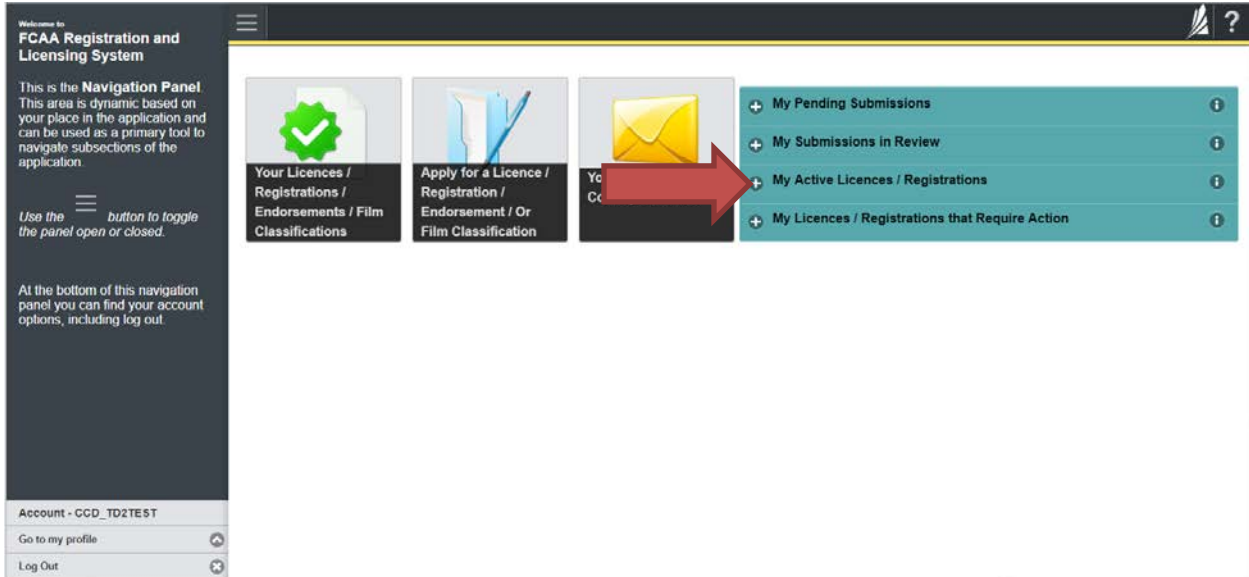 Welcome to
FCAA Registration and
Licensing System
This is the Navigation Panel.
This area is dynamic based on
your place in the application and
can be used as a primary tool to
navigate subsections of the
application.
Use the button to toggle
the panel open or closed.
At the bottom of this navigation
panel you can find your account
options, including log out.
Account - CCD_TD2TEST
Go to my profile
Log Out
?
Your Licences /
Registrations /
Endorsements / Film
Classifications
Apply for a Licence /
Registration /
Endorsement / Or
Film Classification
My Pending Submissions
My Submissions in Review
My Active Licences / Registrations
My Licences / Registrations that Require Action